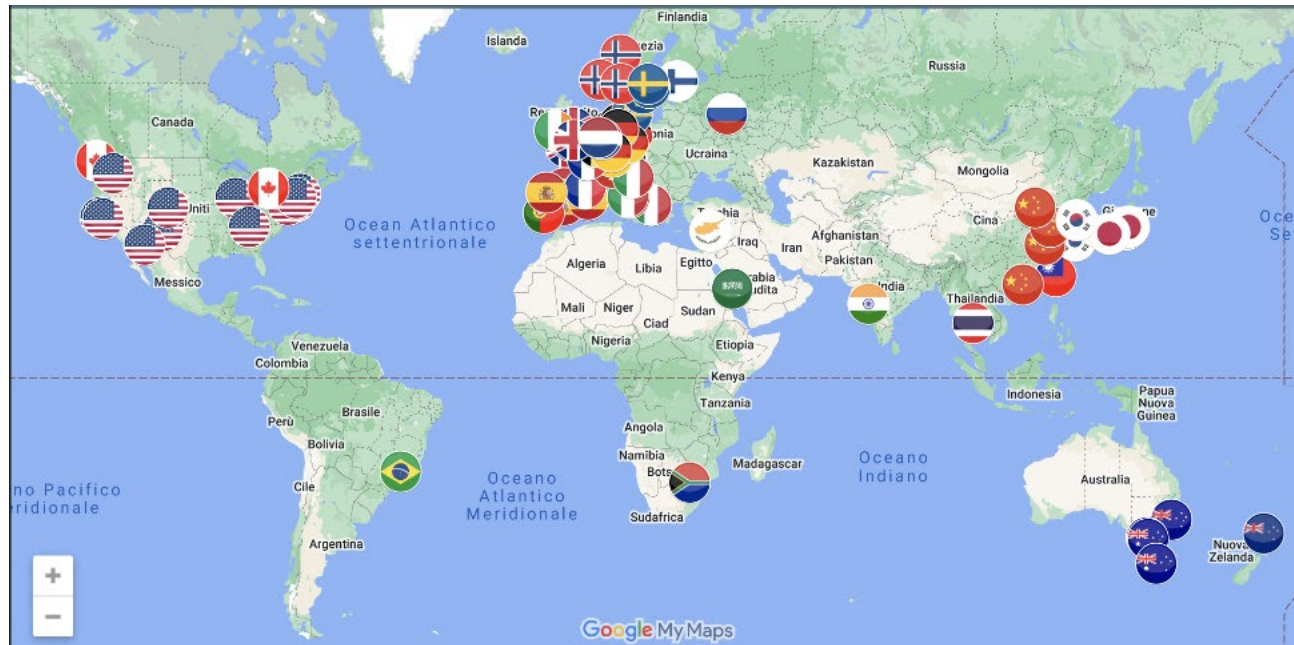 Finlandia
Islanda
Russia
Canada
Ucraina
Kazakistan
Mongolia
Cina
Ocean Atlantico
settentrionale
Iraq
Iran
Afghanistan
Pakistan
Messico
Algeria
Libia
Egitto
India
Thailandia
Mali
Niger
Ciad
Sudan
Nigeria
Etiopia
Venezuela
Colombia
Kenya
Tanzania
Indonesia
Papua
Nuova
Guinea
Perù
Brasile
Bolivia
Angola
Namibia
Madagascar
Oceano
Indiano
Oceano
Atlantico
Meridionale
Cile
Australia
Sudafrica
Argentina
Nuova
Zelanda
+
−
Google My Maps